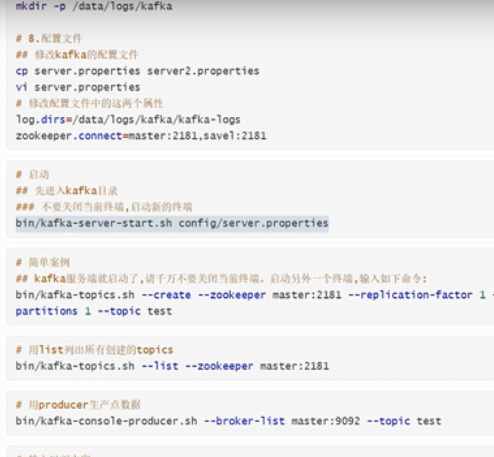 mkdir -p /data/logs/kafka
# 8.配置文件
## 修改kafka的配置文件
cp server.properties server2.properties
vi server.properties
# 修改配置文件中的这两个属性
log.dirs=/data/logs/kafka/kafka-logs
zookeeper.connect=master:2181,save1:2181
# 启动
## 先进入kafka目录
### 不要关闭当前终端,启动新的终端
bin/kafka-server-start.sh config/server.properties
# 简单案例
## kafka服务端就启动了,请千万不要关闭当前终端。启动另外一个终端,输入如下命令:
bin/kafka-topics.sh --create --zookeeper master:2181 --replication-factor 1 -
partitions 1 --topic test
# 用list列出所有创建的topics
bin/kafka-topics.sh --list --zookeeper master:2181
# 用producer生产点数据
bin/kafka-console-producer.sh --broker-list master:9092 --topic test